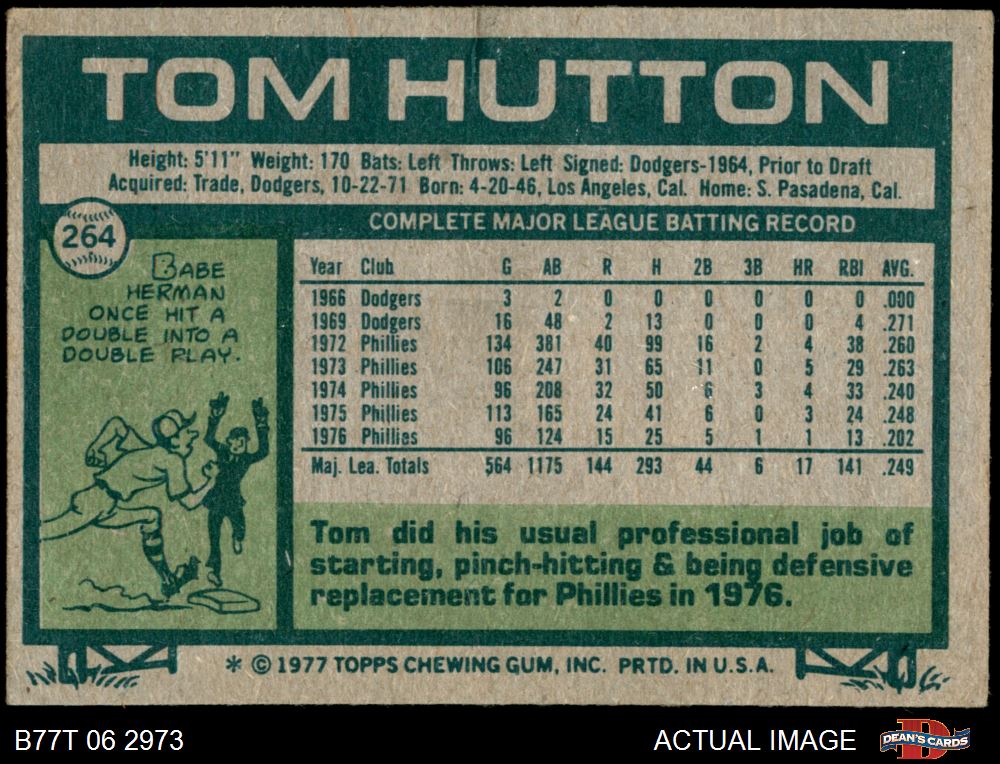 TOM HUTTON
Height: 5'11" Weight: 170 Bats: Left Throws: Left Signed: Dodgers-1964, Prior to Draft
Acquired: Trade, Dodgers, 10-22-71 Born: 4-20-46, Los Angeles, Cal. Home: S. Pasadena, Cal.
264
BABE
HERMAN
ONCE HIT A
DOUBLE INTO A
DOUBLE PLAY.
COMPLETE MAJOR LEAGUE BATTING RECORD
Year Club G AB R H 2B 3B HR RBI AVG.
1966 Dodgers 3 2 0 0 0 0 0 0 .000
1969 Dodgers 16 48 2 13 0 0 0 4 .271
1972 Phillies 134 381 40 99 16 2 4 38 .260
1973 Phillies 106 247 31 65 11 0 5 29 .263
1974 Phillies 96 208 32 50 6 3 4 33 .240
1975 Phillies 113 165 24 41 6 0 3 24 .248
1976 Phillies 96 124 15 25 5 1 1 13 .202
Maj. Lea. Totals 564 1175 144 293 44 6 17 141 .249
Tom did his usual professional job of
starting, pinch-hitting & being defensive
replacement for Phillies in 1976.
* © 1977 TOPPS CHEWING GUM, INC. PRTD. IN U.S.A.
B77T 06 2973
ACTUAL IMAGE
D
DEAN'S CARDS